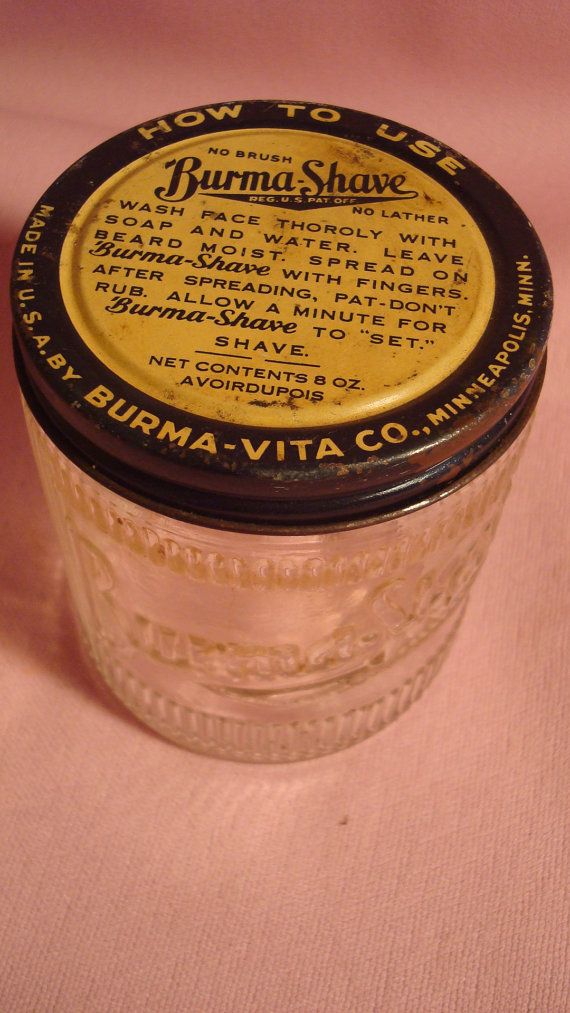 HOW TO USE
NO BRUSH
Burma-Shave
REG. U.S. PAT. OFF.
NO LATHER
WASH FACE THOROLY WITH
SOAP AND WATER. LEAVE
BEARD MOIST. SPREAD ON
Burma-Shave WITH FINGERS.
AFTER SPREADING, PAT-DON'T
RUB. ALLOW A MINUTE FOR
Burma-Shave TO "SET."
SHAVE.
NET CONTENTS 8 OZ.
AVOIRDUPOIS
MADE IN U.S.A. BY BURMA-VITA CO., MINNEAPOLIS, MINN.
Burma-Shave